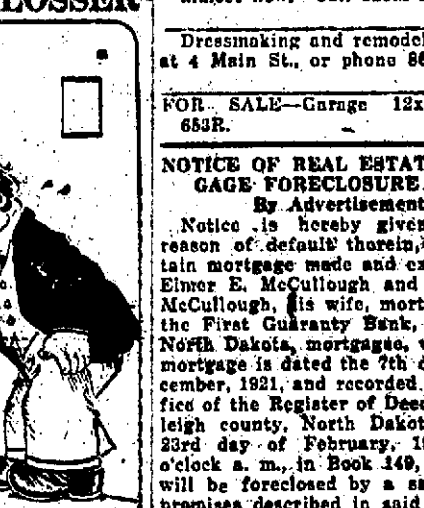 LOSSER
Dressmaking and remodel
at 4 Main St., or phone 86
FOR SALE—Garage 12x
653R.
NOTICE OF REAL ESTAT
GAGE FORECLOSURE
By Advertisement
Notice is hereby given
reason of default therein,
tain mortgage made and ex
Elmer E. McCullough and
McCullough, his wife, mort
the First Guaranty Bank,
North Dakota, mortgagee,
mortgage is dated the 7th d
cember, 1921, and recorded
fice of the Register of Deed
leigh county, North Dakot
23rd day of February, 19
o'clock a. m., in Book 149,
will be foreclosed by a sa
premises described in said